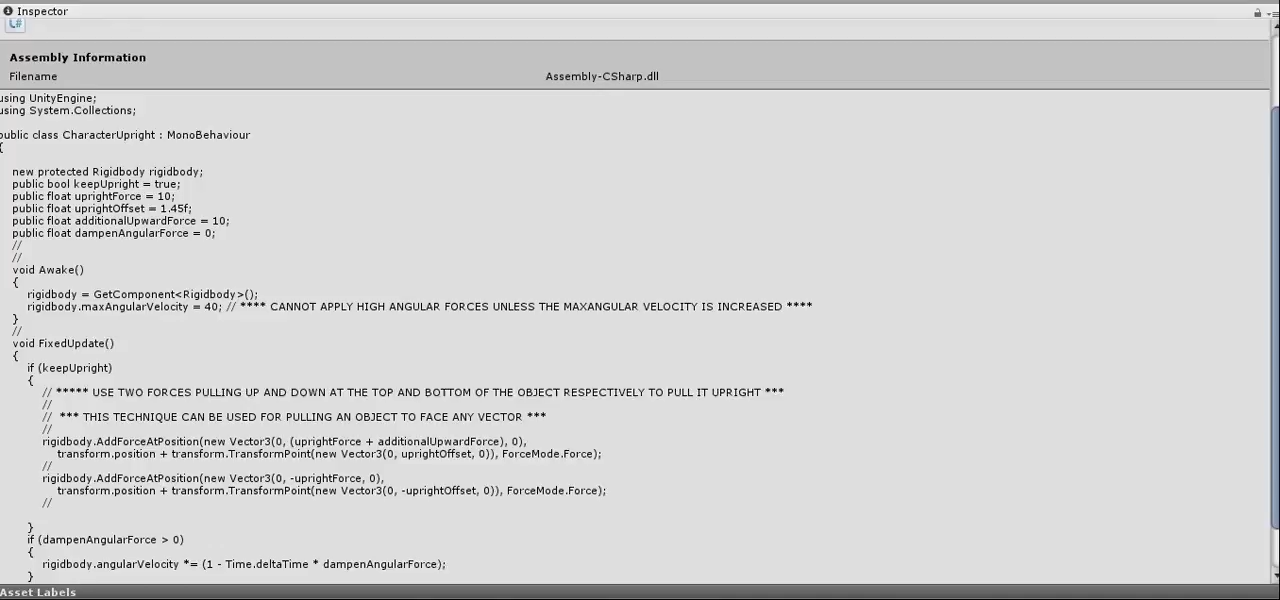 Inspector
C#
Assembly Information
Filename Assembly-CSharp.dll
using UnityEngine;
using System.Collections;
public class CharacterUpright : MonoBehaviour
{
new protected Rigidbody rigidbody;
public bool keepUpright = true;
public float uprightForce = 10;
public float uprightOffset = 1.45f;
public float additionalUpwardForce = 10;
public float dampenAngularForce = 0;
//
//
void Awake()
{
rigidbody = GetComponent<Rigidbody>();
rigidbody.maxAngularVelocity = 40; // **** CANNOT APPLY HIGH ANGULAR FORCES UNLESS THE MAXANGULAR VELOCITY IS INCREASED ****
}
//
void FixedUpdate()
{
if (keepUpright)
{
// ***** USE TWO FORCES PULLING UP AND DOWN AT THE TOP AND BOTTOM OF THE OBJECT RESPECTIVELY TO PULL IT UPRIGHT ***
//
// *** THIS TECHNIQUE CAN BE USED FOR PULLING AN OBJECT TO FACE ANY VECTOR ***
//
rigidbody.AddForceAtPosition(new Vector3(0, (uprightForce + additionalUpwardForce), 0),
transform.position + transform.TransformPoint(new Vector3(0, uprightOffset, 0)), ForceMode.Force);
//
rigidbody.AddForceAtPosition(new Vector3(0, -uprightForce, 0),
transform.position + transform.TransformPoint(new Vector3(0, -uprightOffset, 0)), ForceMode.Force);
//
}
if (dampenAngularForce > 0)
{
rigidbody.angularVelocity *= (1 - Time.deltaTime * dampenAngularForce);
}
Asset Labels